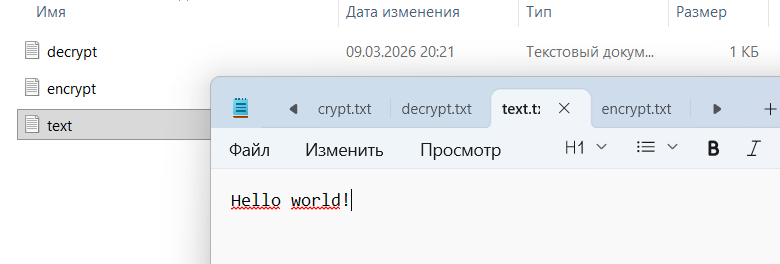 Имя Дата изменения Тип Размер
decrypt 09.03.2026 20:21 Текстовый докум... 1 КБ
encrypt
text
crypt.txt decrypt.txt text.t: encrypt.txt
Файл Изменить Просмотр H1 B I
Hello world!